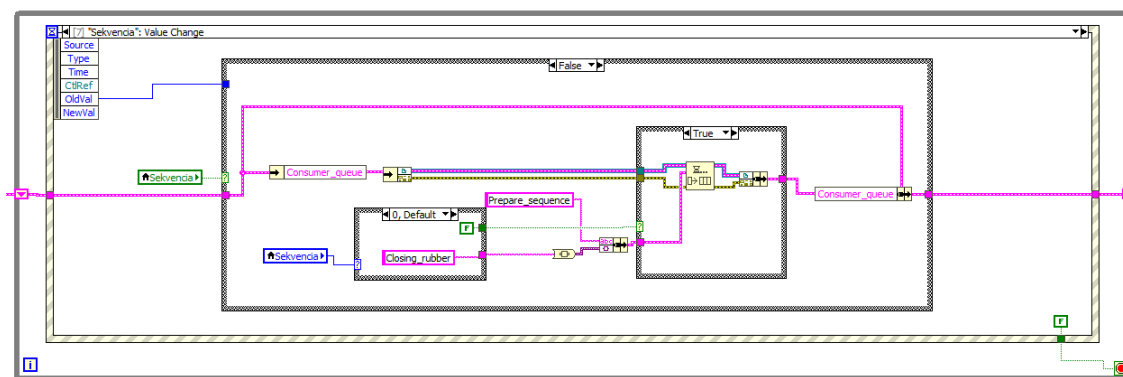 [7] "Sekvencia": Value Change
Source
Type
Time
CtlRef
OldVal
NewVal
False
True
Sekvencia
Consumer_queue
Consumer_queue
Prepare_sequence
0, Default
F
Sekvencia
Closing_rubber
abc
F
i